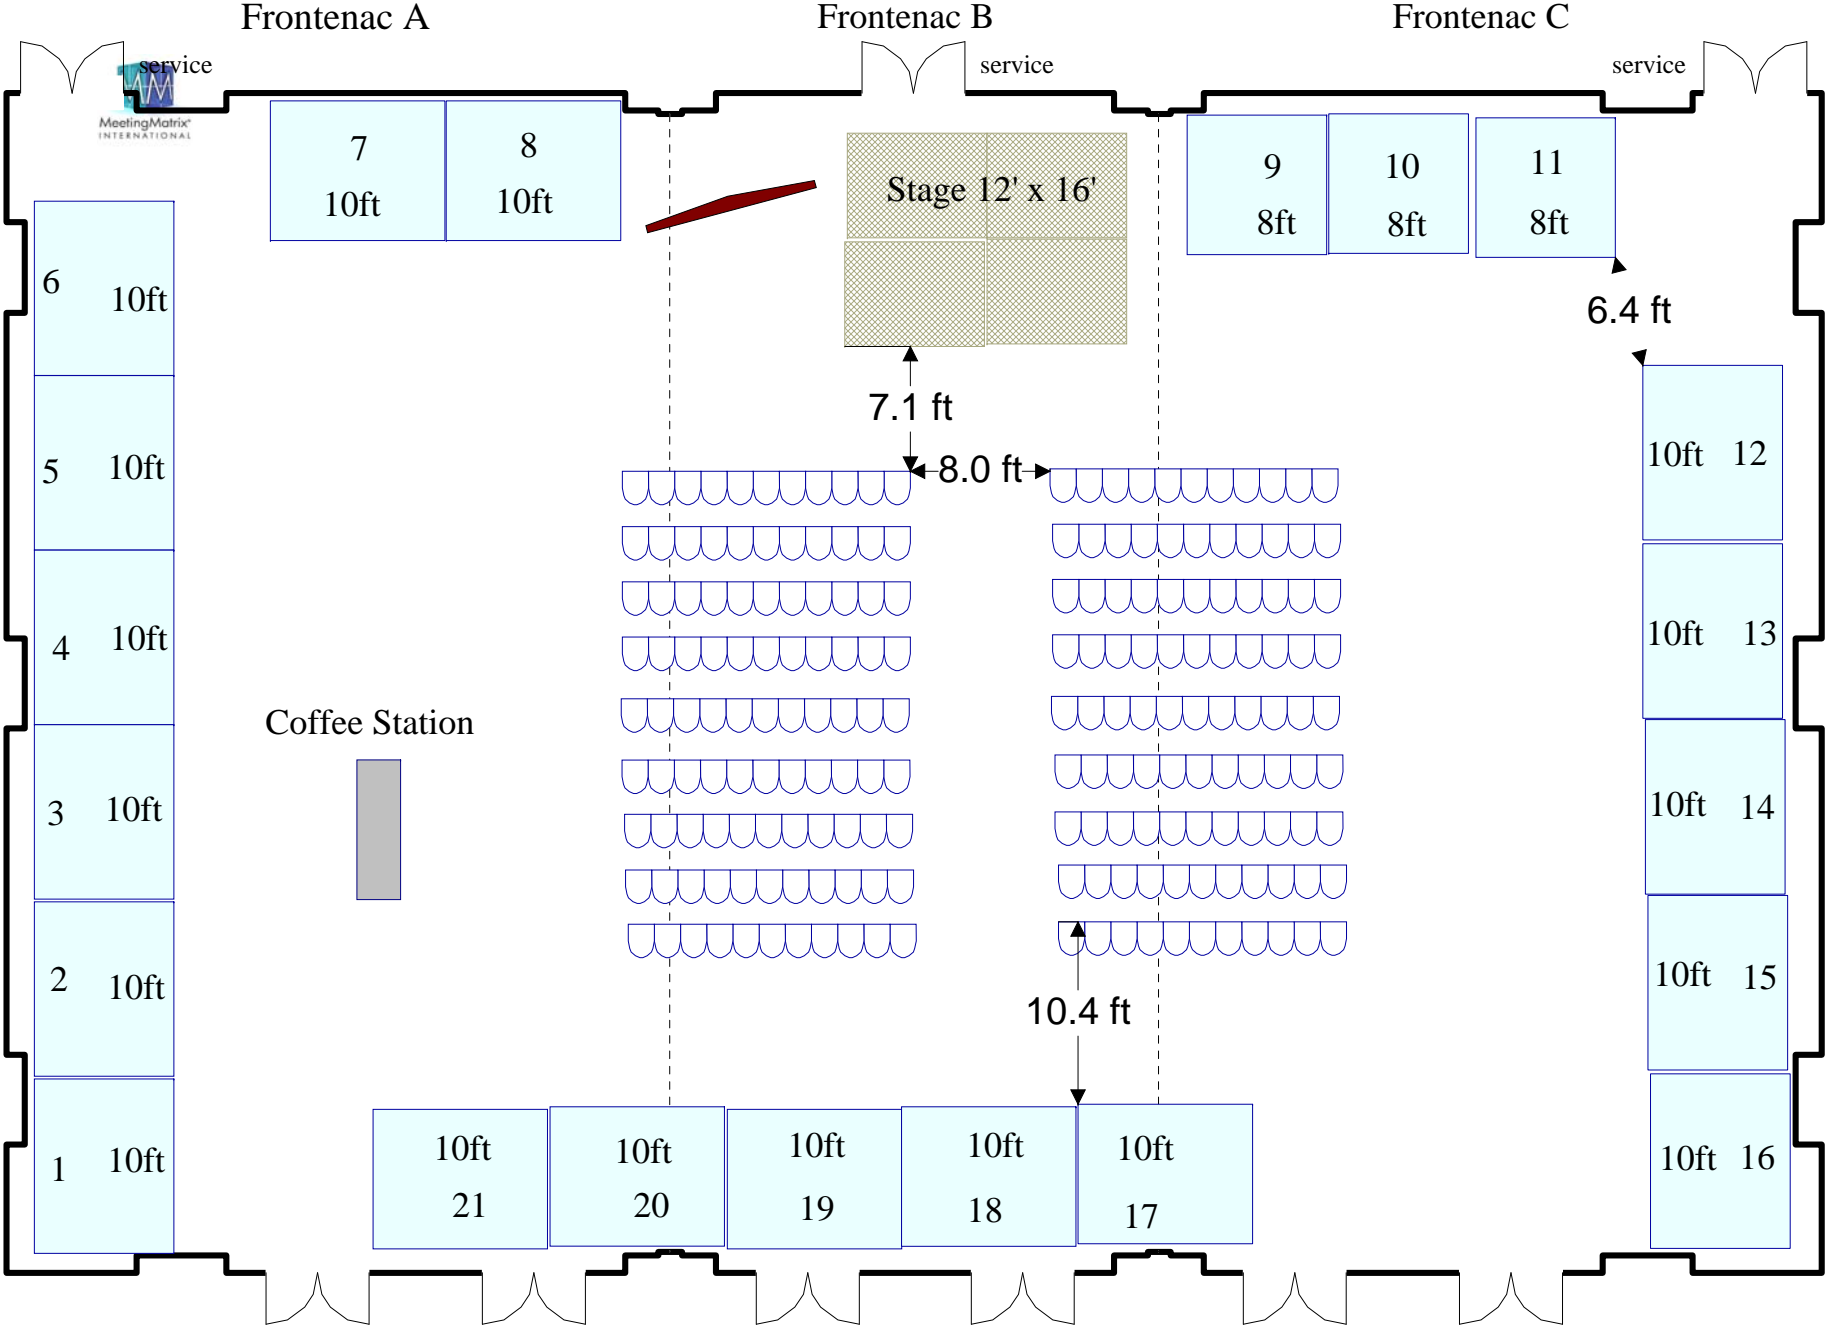 Frontenac A
Frontenac B
Frontenac C
service
service
service
MeetingMatrix
INTERNATIONAL
7
10ft
8
10ft
Stage 12' x 16'
9
8ft
10
8ft
11
8ft
6
10ft
6.4 ft
7.1 ft
8.0 ft
5
10ft
10ft
12
4
10ft
10ft
13
Coffee Station
3
10ft
10ft
14
2
10ft
10ft
15
10.4 ft
1
10ft
10ft
21
10ft
20
10ft
19
10ft
18
10ft
17
10ft
16